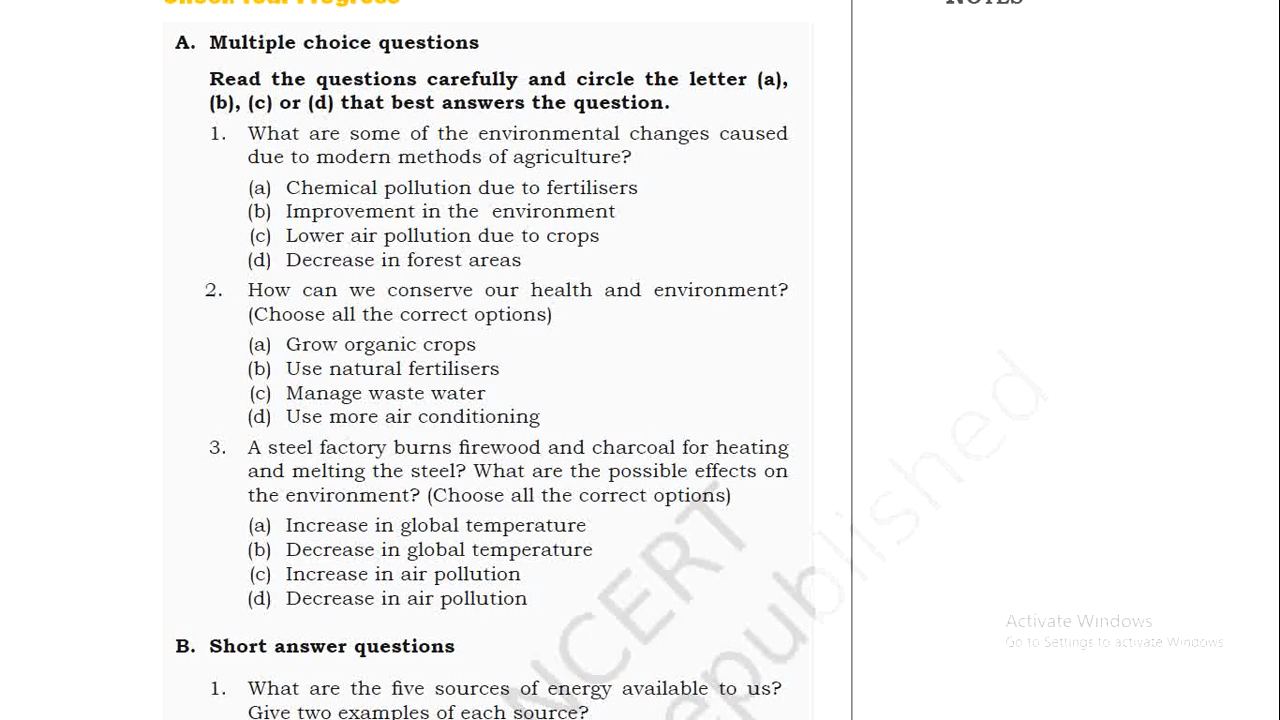 Check Your Progress
NOTES
A. Multiple choice questions
Read the questions carefully and circle the letter (a),
(b), (c) or (d) that best answers the question.
1. What are some of the environmental changes caused
due to modern methods of agriculture?
(a) Chemical pollution due to fertilisers
(b) Improvement in the environment
(c) Lower air pollution due to crops
(d) Decrease in forest areas
2. How can we conserve our health and environment?
(Choose all the correct options)
(a) Grow organic crops
(b) Use natural fertilisers
(c) Manage waste water
(d) Use more air conditioning
3. A steel factory burns firewood and charcoal for heating
and melting the steel? What are the possible effects on
the environment? (Choose all the correct options)
(a) Increase in global temperature
(b) Decrease in global temperature
(c) Increase in air pollution
(d) Decrease in air pollution
B. Short answer questions
1. What are the five sources of energy available to us?
Give two examples of each source?
NCERT
republished
Activate Windows
Go to Settings to activate Windows